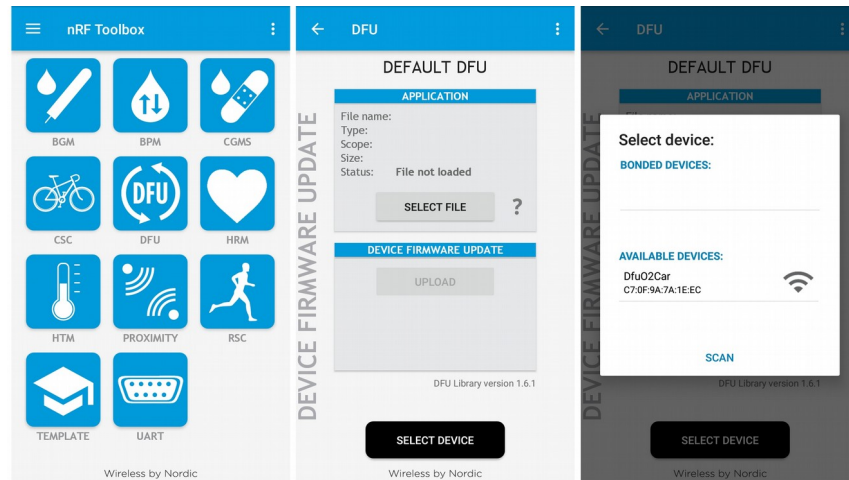 nRF Toolbox
BGM
BPM
CGMS
CSC
DFU
DFU
HRM
HTM
PROXIMITY
RSC
TEMPLATE
UART
Wireless by Nordic
DFU
DEFAULT DFU
DEVICE FIRMWARE UPDATE
APPLICATION
File name:
Type:
Scope:
Size:
Status: File not loaded
SELECT FILE ?
DEVICE FIRMWARE UPDATE
UPLOAD
DFU Library version 1.6.1
SELECT DEVICE
Wireless by Nordic
DFU
DEFAULT DFU
DEVICE FIRMWARE UPDATE
APPLICATION
Select device:
BONDED DEVICES:
AVAILABLE DEVICES:
DfuO2Car
C7:0F:9A:7A:1E:EC
SCAN
DFU Library version 1.6.1
SELECT DEVICE
Wireless by Nordic